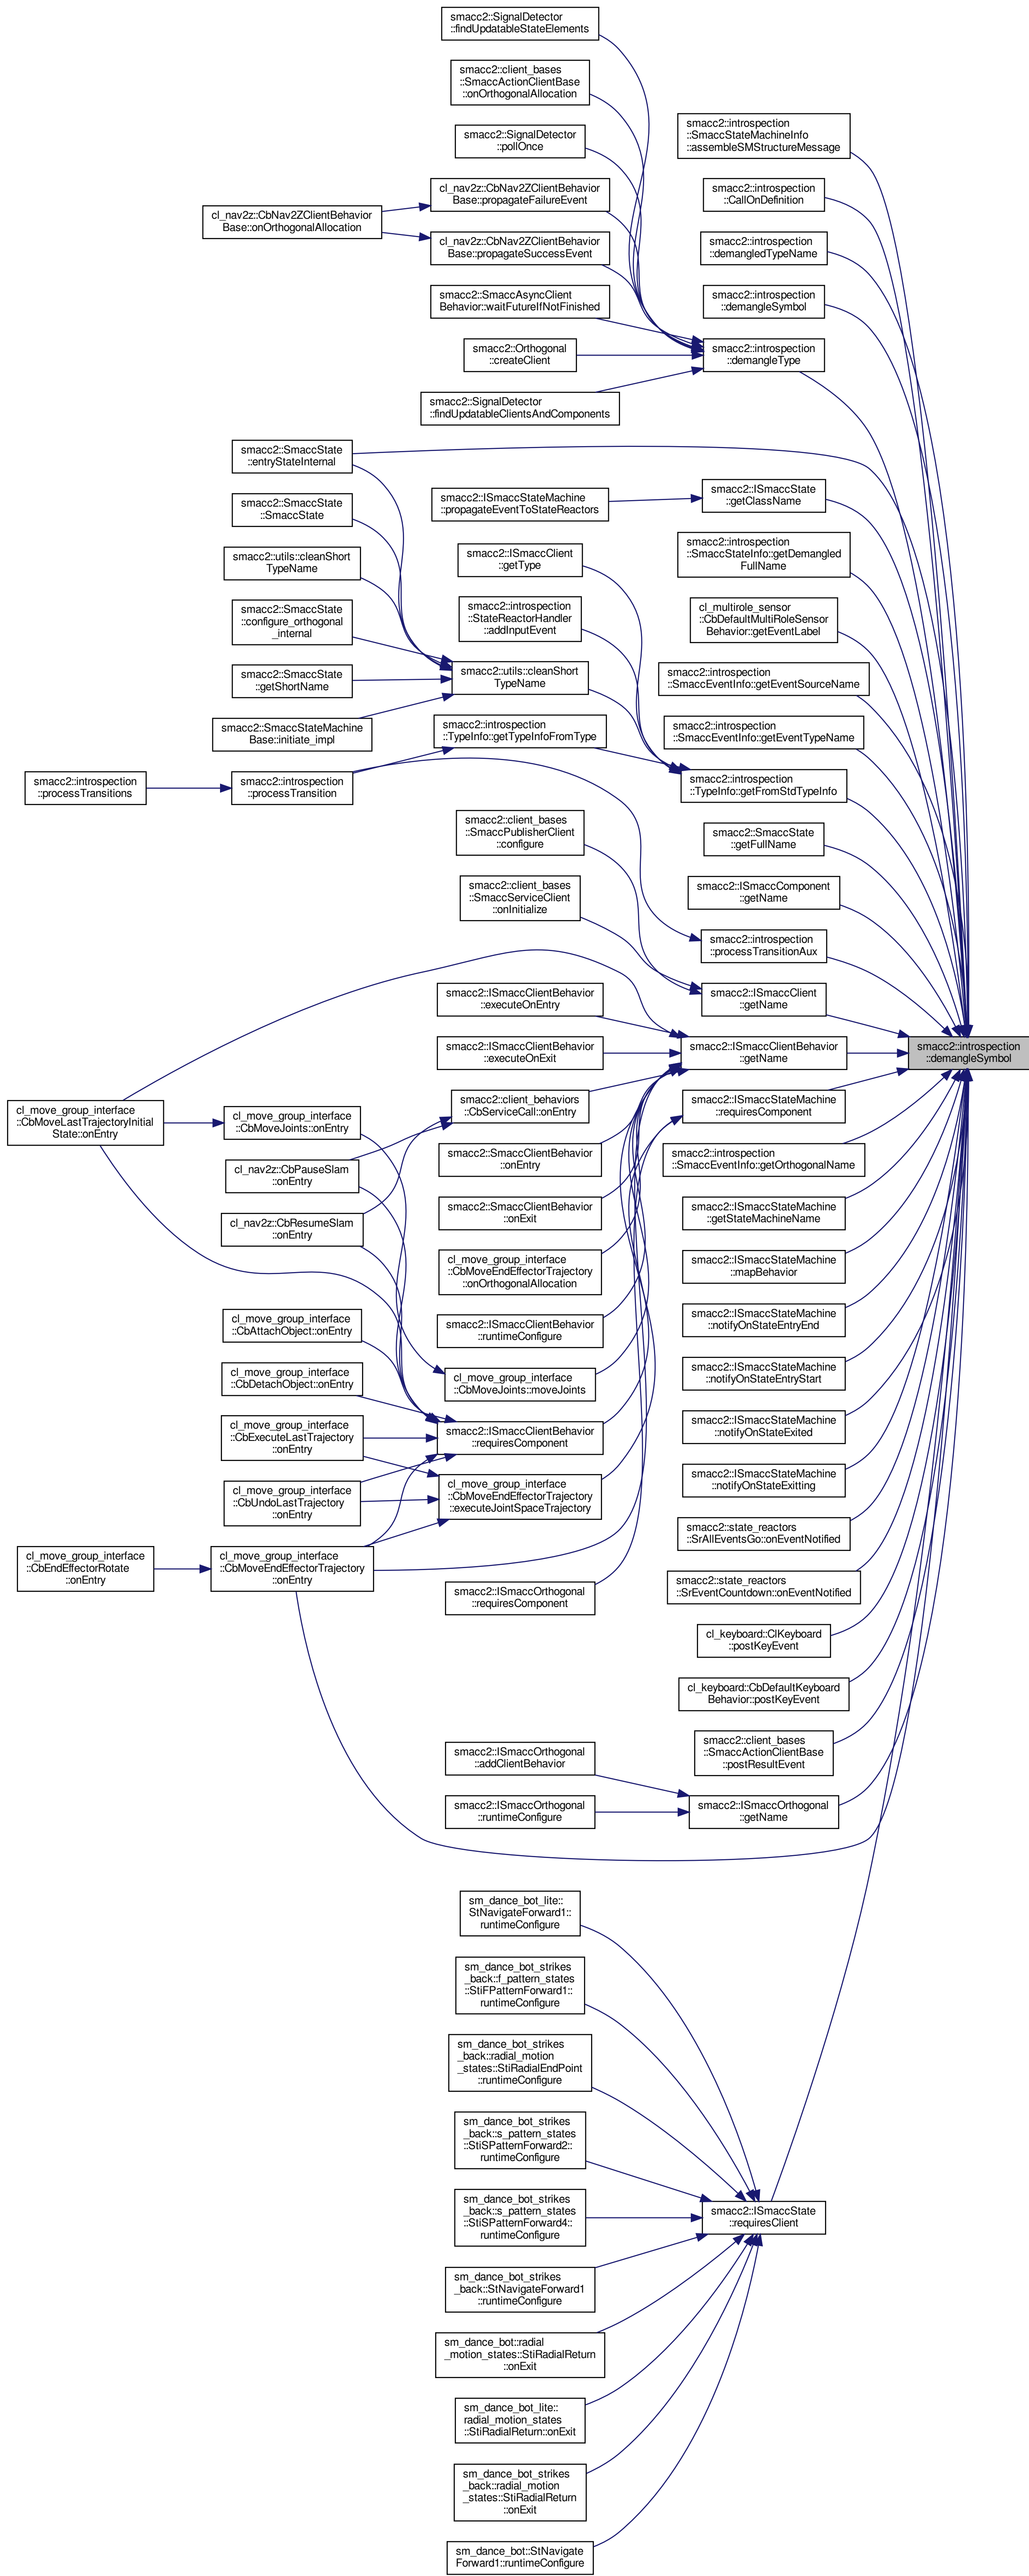 smacc2::SignalDetector
::findUpdatableStateElements
smacc2::client_bases
::SmaccActionClientBase
::onOrthogonalAllocation
smacc2::introspection
::SmaccStateMachineInfo
::assembleSMStructureMessage
smacc2::SignalDetector
::pollOnce
cl_nav2z::CbNav2ZClientBehavior
Base::propagateFailureEvent
smacc2::introspection
::CallOnDefinition
cl_nav2z::CbNav2ZClientBehavior
Base::onOrthogonalAllocation
cl_nav2z::CbNav2ZClientBehavior
Base::propagateSuccessEvent
smacc2::introspection
::demangledTypeName
smacc2::SmaccAsyncClient
Behavior::waitFutureIfNotFinished
smacc2::introspection
::demangleSymbol
smacc2::Orthogonal
::createClient
smacc2::introspection
::demangleType
smacc2::SignalDetector
::findUpdatableClientsAndComponents
smacc2::SmaccState
::entryStateInternal
smacc2::ISmaccStateMachine
::propagateEventToStateReactors
smacc2::ISmaccState
::getClassName
smacc2::SmaccState
::SmaccState
smacc2::introspection
::SmaccStateInfo::getDemangled
FullName
smacc2::utils::cleanShort
TypeName
smacc2::ISmaccClient
::getType
smacc2::SmaccState
::configure_orthogonal
_internal
smacc2::introspection
::StateReactorHandler
::addInputEvent
cl_multirole_sensor
::CbDefaultMultiRoleSensor
Behavior::getEventLabel
smacc2::SmaccState
::getShortName
smacc2::utils::cleanShort
TypeName
smacc2::introspection
::SmaccEventInfo::getEventSourceName
smacc2::SmaccStateMachine
Base::initiate_impl
smacc2::introspection
::TypeInfo::getTypeInfoFromType
smacc2::introspection
::SmaccEventInfo::getEventTypeName
smacc2::introspection
::processTransitions
smacc2::introspection
::processTransition
smacc2::introspection
::TypeInfo::getFromStdTypeInfo
smacc2::client_bases
::SmaccPublisherClient
::configure
smacc2::SmaccState
::getFullName
smacc2::client_bases
::SmaccServiceClient
::onInitialize
smacc2::ISmaccComponent
::getName
smacc2::introspection
::processTransitionAux
smacc2::ISmaccClientBehavior
::executeOnEntry
smacc2::ISmaccClient
::getName
smacc2::ISmaccClientBehavior
::executeOnExit
smacc2::ISmaccClientBehavior
::getName
smacc2::introspection
::demangleSymbol
cl_move_group_interface
::CbMoveLastTrajectoryInitial
State::onEntry
cl_move_group_interface
::CbMoveJoints::onEntry
smacc2::client_behaviors
::CbServiceCall::onEntry
smacc2::ISmaccStateMachine
::requiresComponent
cl_nav2z::CbPauseSlam
::onEntry
smacc2::SmaccClientBehavior
::onEntry
smacc2::introspection
::SmaccEventInfo::getOrthogonalName
cl_nav2z::CbResumeSlam
::onEntry
smacc2::SmaccClientBehavior
::onExit
smacc2::ISmaccStateMachine
::getStateMachineName
cl_move_group_interface
::CbMoveEndEffectorTrajectory
::onOrthogonalAllocation
smacc2::ISmaccStateMachine
::mapBehavior
cl_move_group_interface
::CbAttachObject::onEntry
smacc2::ISmaccClientBehavior
::runtimeConfigure
smacc2::ISmaccStateMachine
::notifyOnStateEntryEnd
cl_move_group_interface
::CbDetachObject::onEntry
cl_move_group_interface
::CbMoveJoints::moveJoints
smacc2::ISmaccStateMachine
::notifyOnStateEntryStart
cl_move_group_interface
::CbExecuteLastTrajectory
::onEntry
smacc2::ISmaccClientBehavior
::requiresComponent
smacc2::ISmaccStateMachine
::notifyOnStateExited
cl_move_group_interface
::CbUndoLastTrajectory
::onEntry
cl_move_group_interface
::CbMoveEndEffectorTrajectory
::executeJointSpaceTrajectory
smacc2::ISmaccStateMachine
::notifyOnStateExitting
smacc2::state_reactors
::SrAllEventsGo::onEventNotified
cl_move_group_interface
::CbEndEffectorRotate
::onEntry
cl_move_group_interface
::CbMoveEndEffectorTrajectory
::onEntry
smacc2::ISmaccOrthogonal
::requiresComponent
smacc2::state_reactors
::SrEventCountdown::onEventNotified
cl_keyboard::ClKeyboard
::postKeyEvent
cl_keyboard::CbDefaultKeyboard
Behavior::postKeyEvent
smacc2::ISmaccOrthogonal
::addClientBehavior
smacc2::client_bases
::SmaccActionClientBase
::postResultEvent
smacc2::ISmaccOrthogonal
::runtimeConfigure
smacc2::ISmaccOrthogonal
::getName
sm_dance_bot_lite::
StNavigateForward1::
runtimeConfigure
sm_dance_bot_strikes
_back::f_pattern_states
::StiFPatternForward1::
runtimeConfigure
sm_dance_bot_strikes
_back::radial_motion
_states::StiRadialEndPoint
::runtimeConfigure
sm_dance_bot_strikes
_back::s_pattern_states
::StiSPatternForward2::
runtimeConfigure
sm_dance_bot_strikes
_back::s_pattern_states
::StiSPatternForward4::
runtimeConfigure
smacc2::ISmaccState
::requiresClient
sm_dance_bot_strikes
_back::StNavigateForward1
::runtimeConfigure
sm_dance_bot::radial
_motion_states::StiRadialReturn
::onExit
sm_dance_bot_lite::
radial_motion_states
::StiRadialReturn::onExit
sm_dance_bot_strikes
_back::radial_motion
_states::StiRadialReturn
::onExit
sm_dance_bot::StNavigate
Forward1::runtimeConfigure